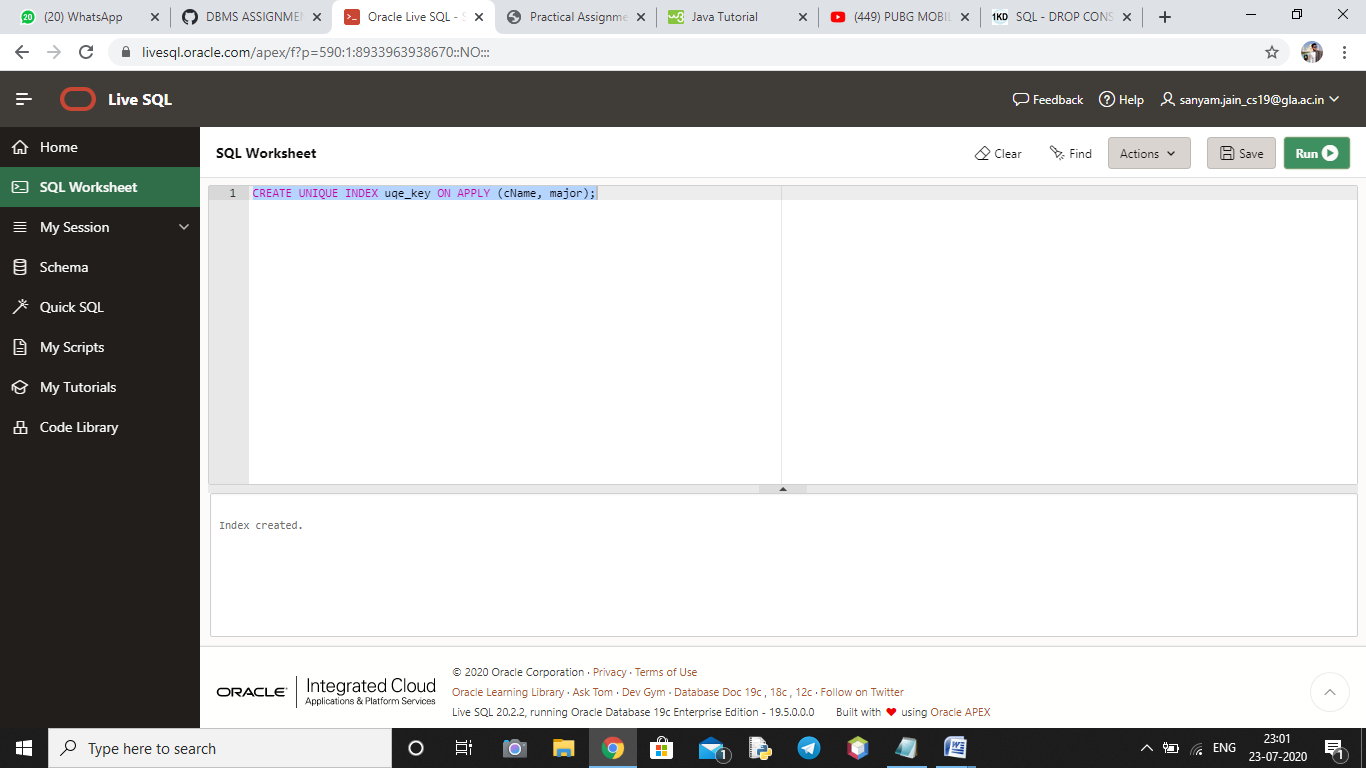 (20) WhatsApp
DBMS ASSIGNMEN
Oracle Live SQL - S
Practical Assignme
Java Tutorial
(449) PUBG MOBIL
SQL - DROP CONS
livesql.oracle.com/apex/f?p=590:1:8933963938670::NO:::
Live SQL
Feedback
Help
sanyam.jain_cs19@gla.ac.in
Home
SQL Worksheet
My Session
Schema
Quick SQL
My Scripts
My Tutorials
Code Library
SQL Worksheet
Clear
Find
Actions
Save
Run
1 CREATE UNIQUE INDEX uqe_key ON APPLY (cName, major);
Index created.
ORACLE Integrated Cloud
Applications & Platform Services
© 2020 Oracle Corporation · Privacy · Terms of Use
Oracle Learning Library · Ask Tom · Dev Gym · Database Doc 19c , 18c , 12c · Follow on Twitter
Live SQL 20.2.2, running Oracle Database 19c Enterprise Edition - 19.5.0.0.0 Built with ❤ using Oracle APEX
Type here to search
1
ENG
23:01
23-07-2020
1